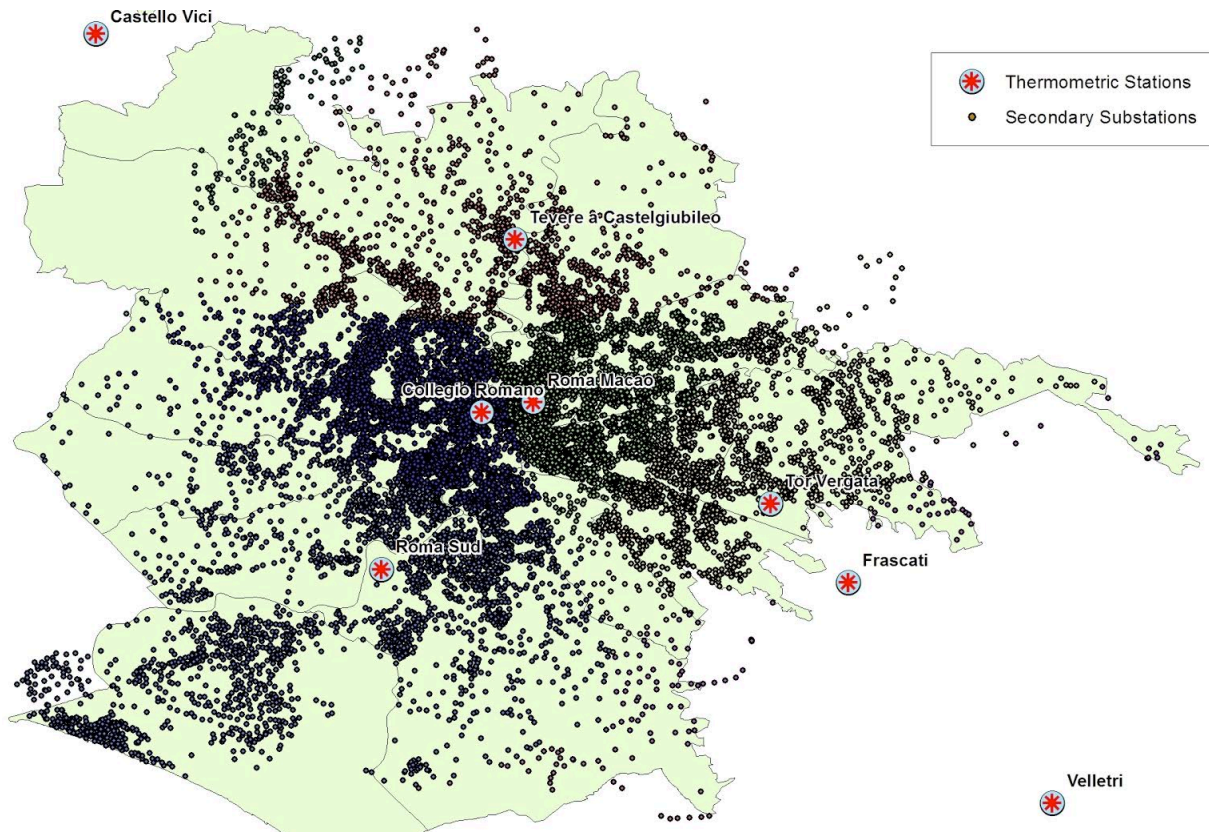 Castello Vici
Thermometric Stations
Secondary Substations
Tevere a Castelgiubileo
Roma Macao
Collegio Romano
Tor Vergata
Roma Sud
Frascati
Velletri